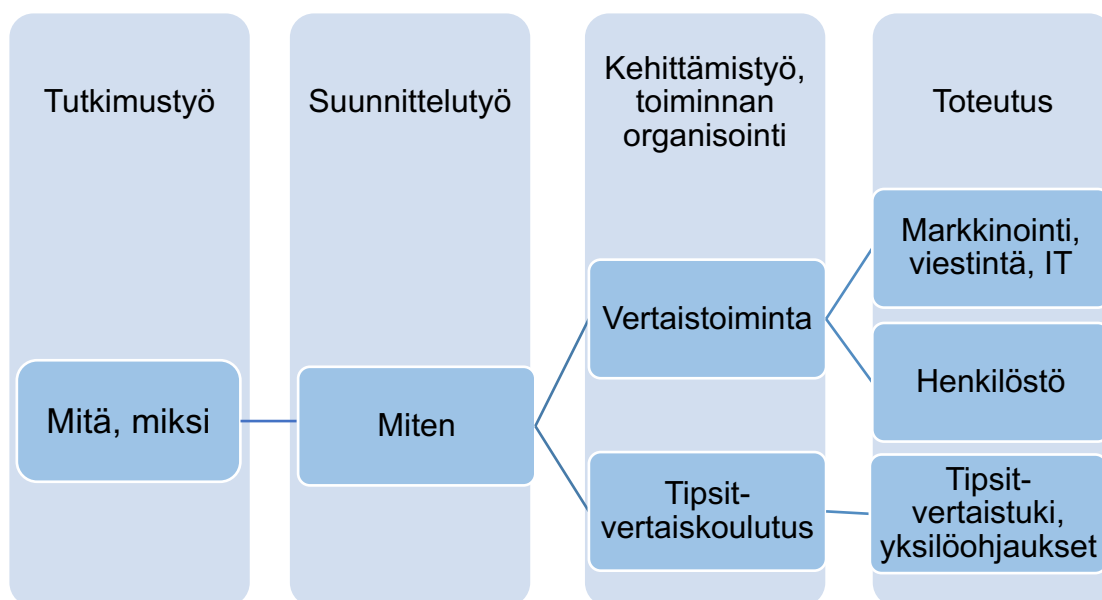 Tutkimustyö
Suunnittelutyö
Kehittämistyö,
toiminnan
organisointi
Toteutus
Mitä, miksi
Miten
Vertaistoiminta
Tipsit-
vertaiskoulutus
Markkinointi,
viestintä, IT
Henkilöstö
Tipsit-
vertaistuki,
yksilöohjaukset